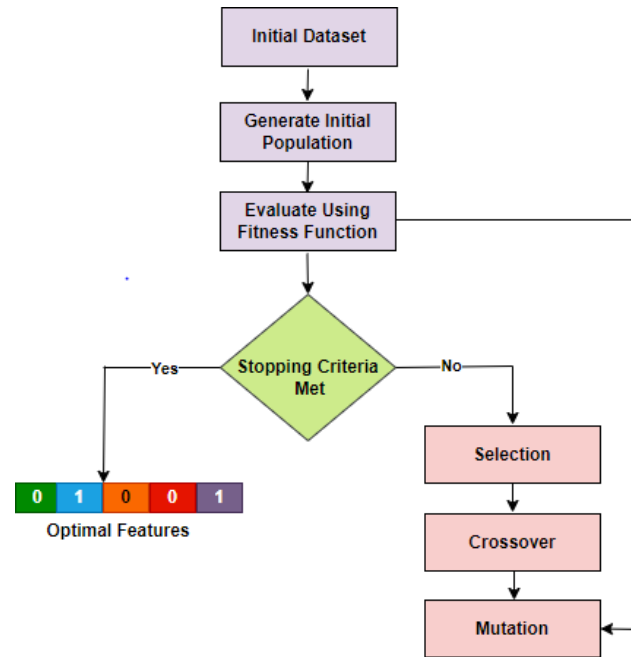 Initial Dataset
Generate Initial
Population
Evaluate Using
Fitness Function
Stopping Criteria
Met
Yes
No
Selection
0 1 0 0 1
Optimal Features
Crossover
Mutation